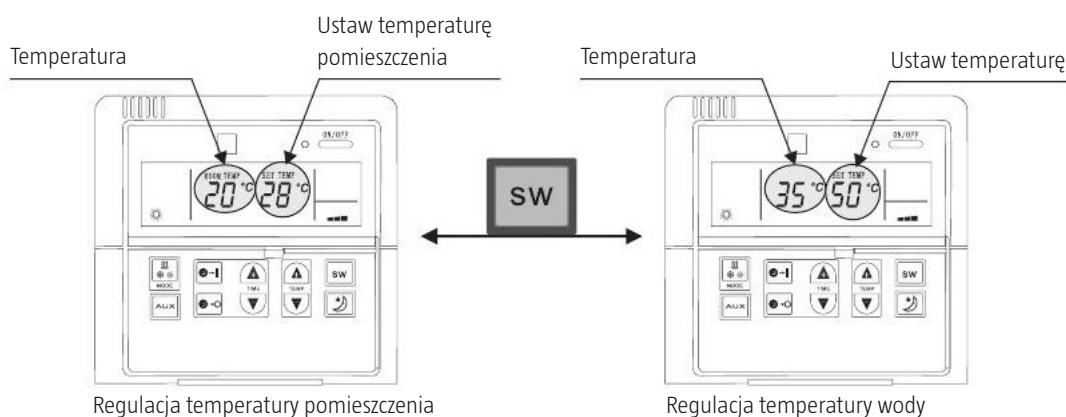 Temperatura
Ustaw temperaturę
pomieszczenia
ON/OFF
ROOM TEMP
20 °C
SET TEMP
28 °C
MODE
TIME
TEMP
SW
AUX
Regulacja temperatury pomieszczenia
SW
Temperatura
Ustaw temperaturę
ON/OFF
35 °C
SET TEMP
50 °C
MODE
TIME
TEMP
SW
AUX
Regulacja temperatury wody